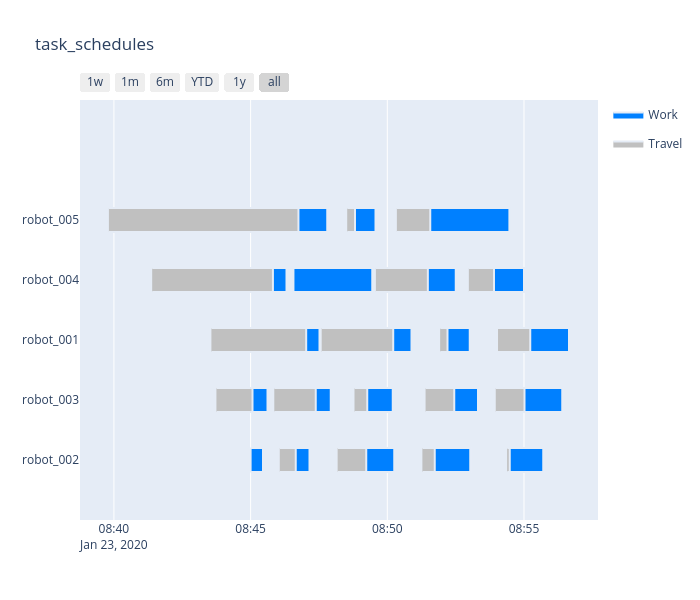 task_schedules
1w 1m 6m YTD 1y all
Work
Travel
robot_005
robot_004
robot_001
robot_003
robot_002
08:40 08:45 08:50 08:55
Jan 23, 2020